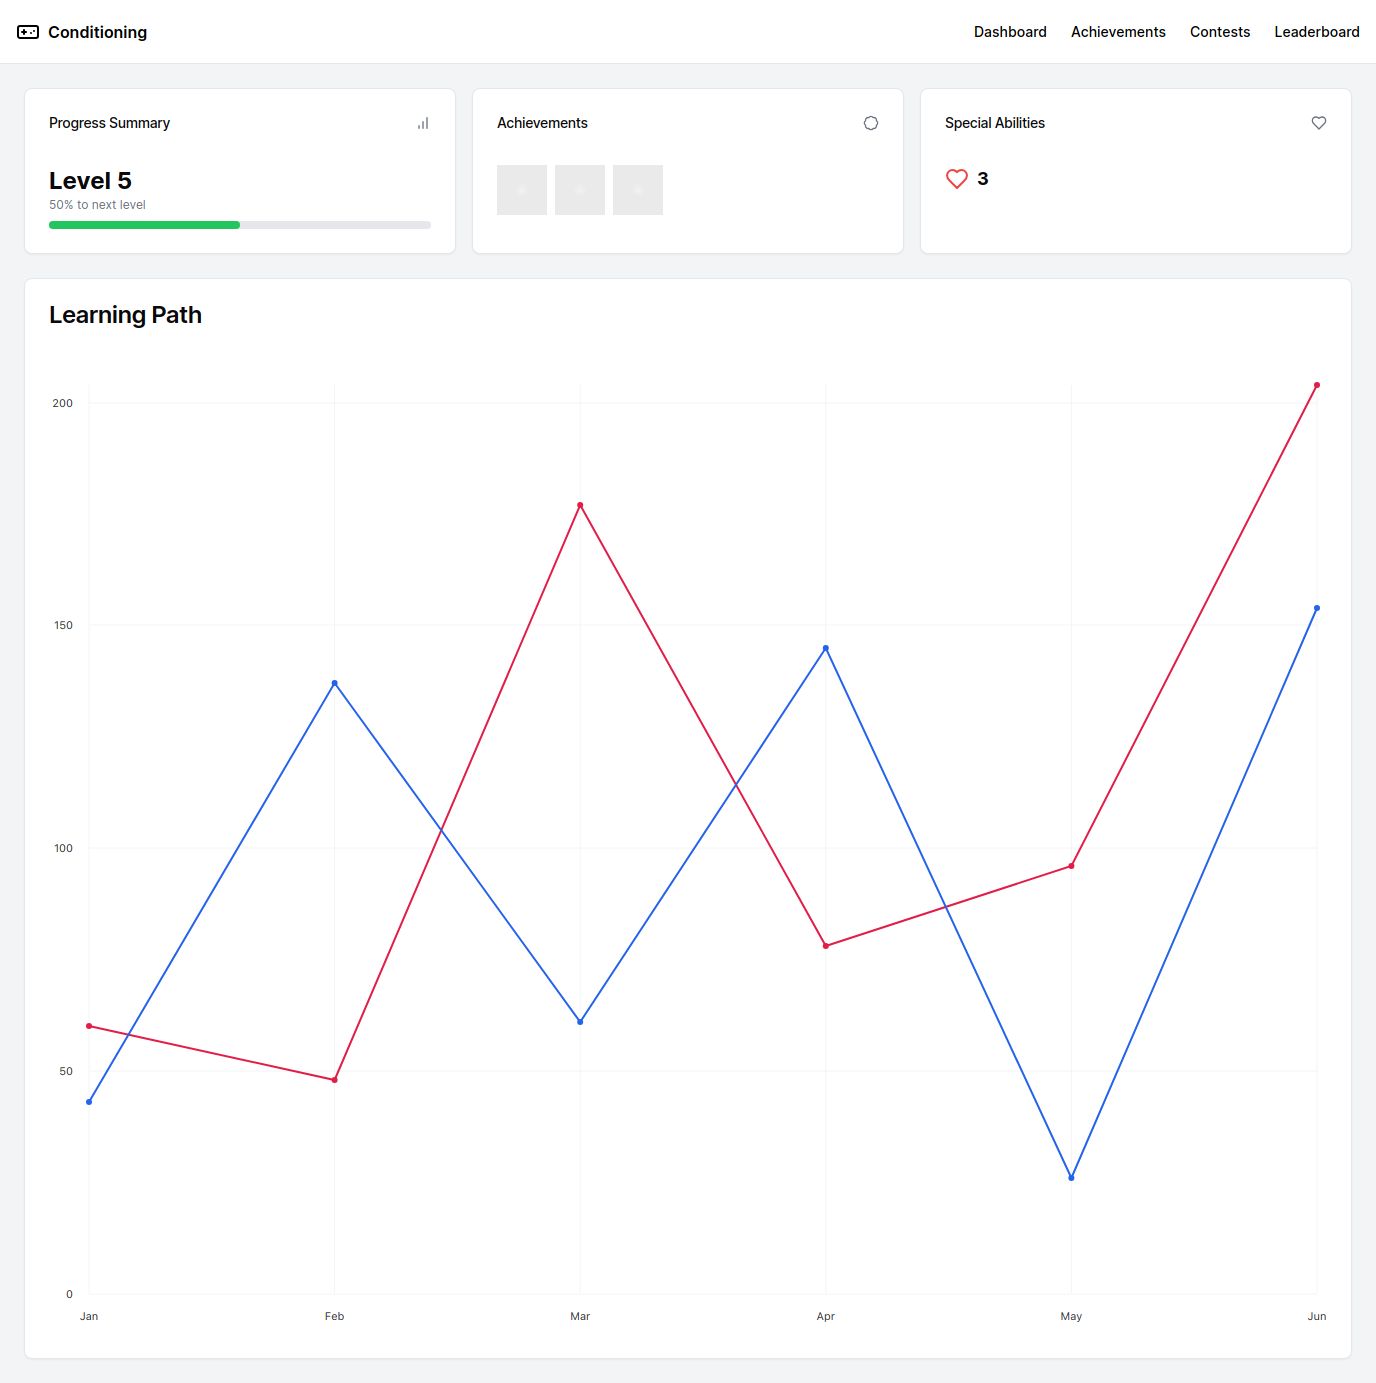 Conditioning
Dashboard Achievements Contests Leaderboard
Progress Summary
Level 5
50% to next level
Achievements
Special Abilities
3
Learning Path
200
150
100
50
0
Jan Feb Mar Apr May Jun